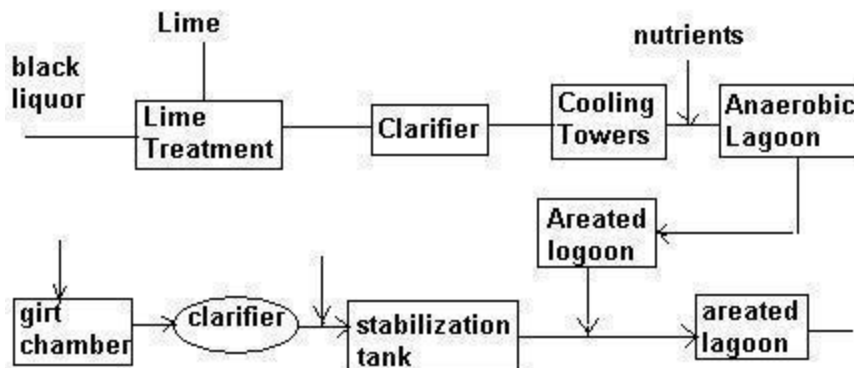 Lime
nutrients
black
liquor
Lime
Treatment
Clarifier
Cooling
Towers
Anaerobic
Lagoon
Areated
logoon
girt
chamber
clarifier
stabilization
tank
areated
lagoon